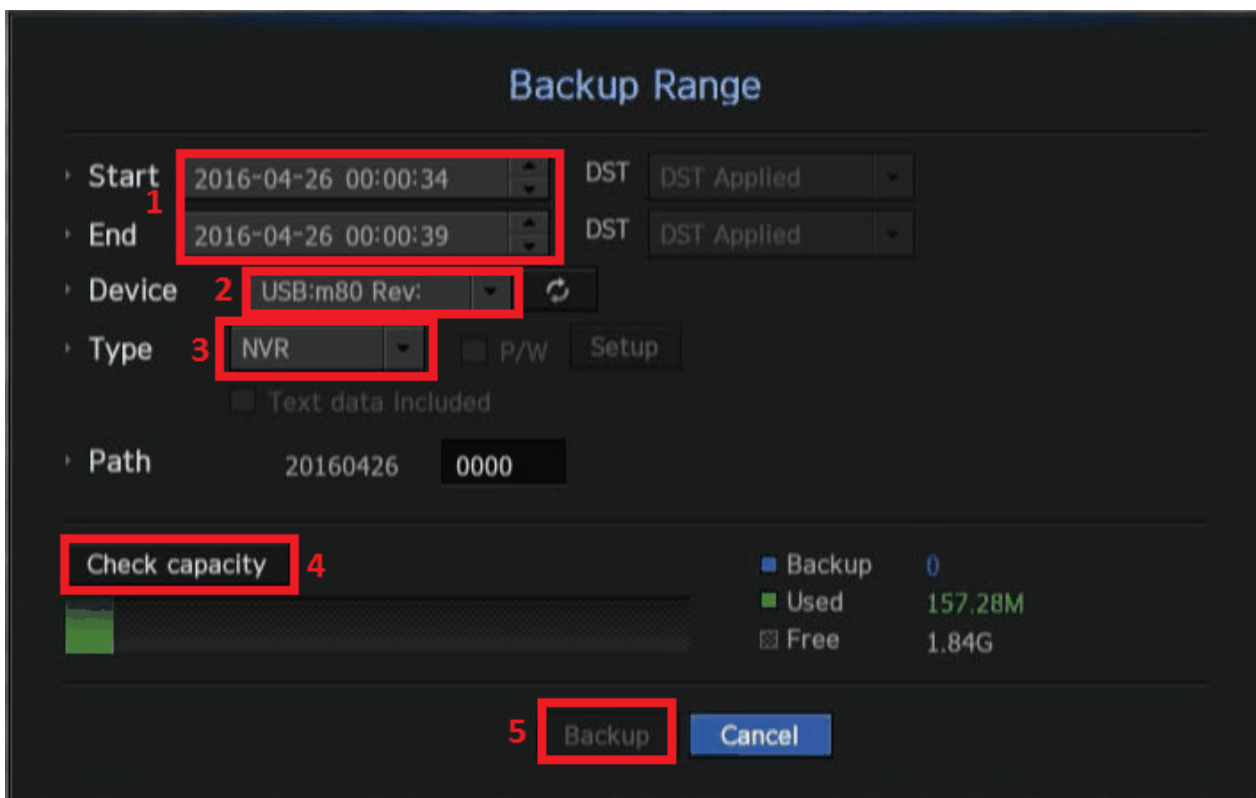 Backup Range
Start 2016-04-26 00:00:34 DST DST Applied
1
End 2016-04-26 00:00:39 DST DST Applied
Device 2 USB:m80 Rev:
Type 3 NVR P/W Setup
Text data included
Path 20160426 0000
Check capacity 4 Backup 0
Used 157.28M
Free 1.84G
5 Backup Cancel